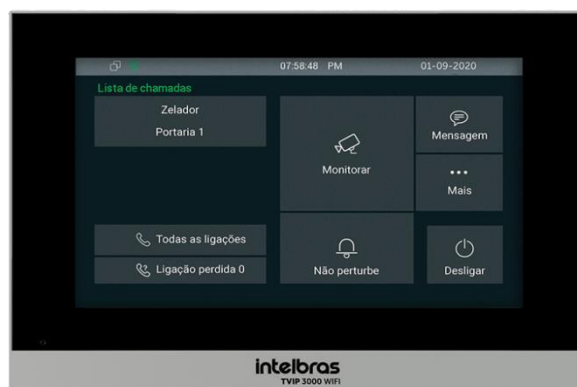 07:58:48 PM 01-09-2020
Lista de chamadas
Zelador
Portaria 1
Monitorar
Mensagem
Mais
Todas as ligações
Ligação perdida 0
Não perturbe
Desligar
intelbras
TVIP 3000 WIFI